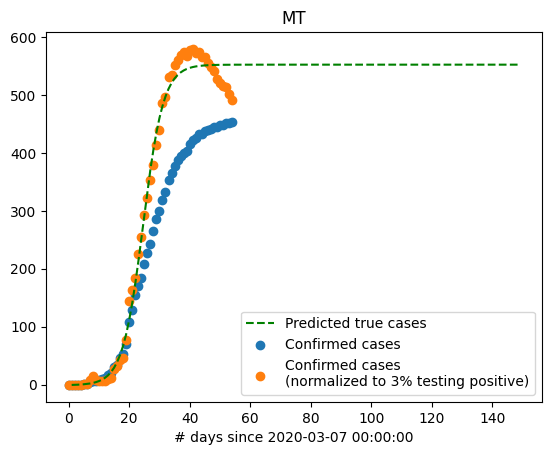 MT
600
500
400
300
200
100
0
Predicted true cases
Confirmed cases
Confirmed cases
(normalized to 3% testing positive)
0 20 40 60 80 100 120 140
# days since 2020-03-07 00:00:00